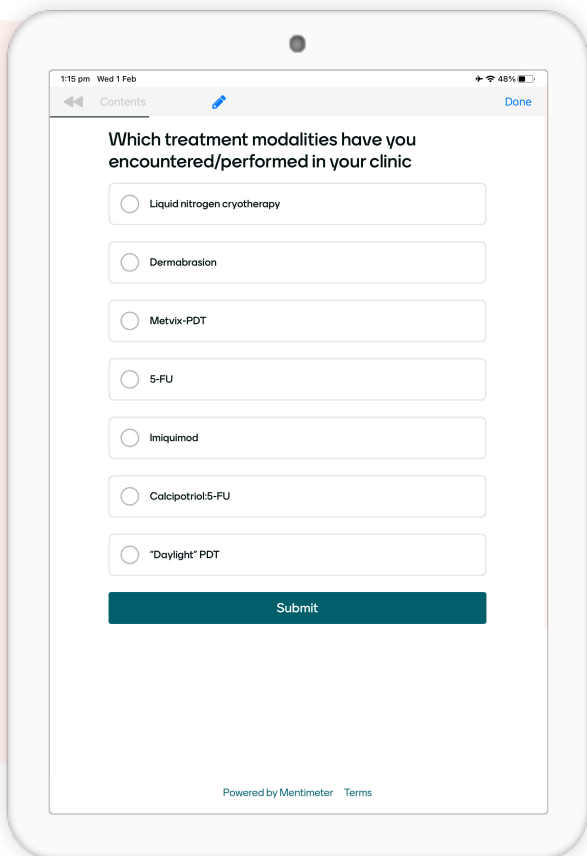 1:15 pm Wed 1 Feb 48%
Contents Done
Which treatment modalities have you
encountered/performed in your clinic
Liquid nitrogen cryotherapy
Dermabrasion
Metvix-PDT
5-FU
Imiquimod
Calcipotriol:5-FU
"Daylight" PDT
Submit
Powered by Mentimeter Terms